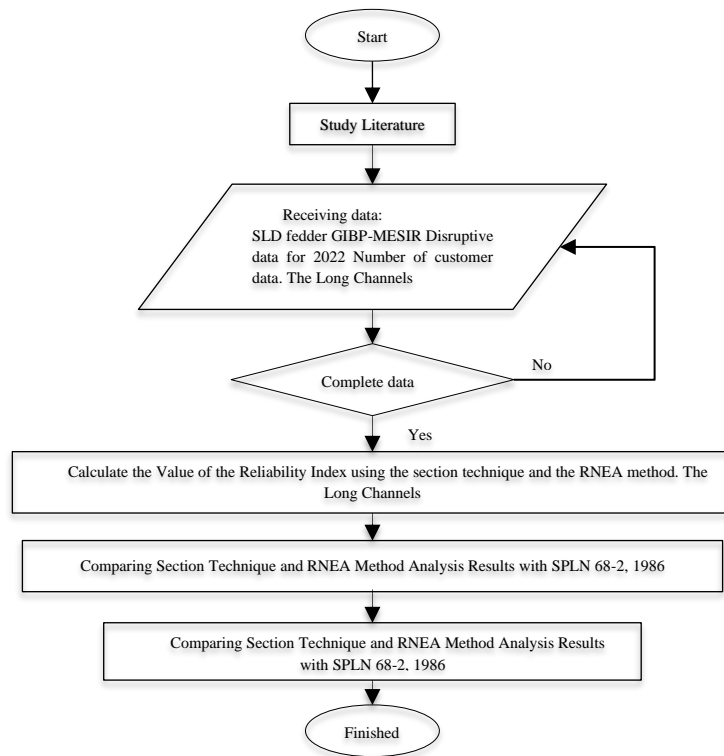 Start
Study Literature
Receiving data:
SLD fedder GIBP-MESIR Disruptive
data for 2022 Number of customer
data. The Long Channels
Complete data
No
Yes
Calculate the Value of the Reliability Index using the section technique and the RNEA method. The
Long Channels
Comparing Section Technique and RNEA Method Analysis Results with SPLN 68-2, 1986
Comparing Section Technique and RNEA Method Analysis Results
with SPLN 68-2, 1986
Finished